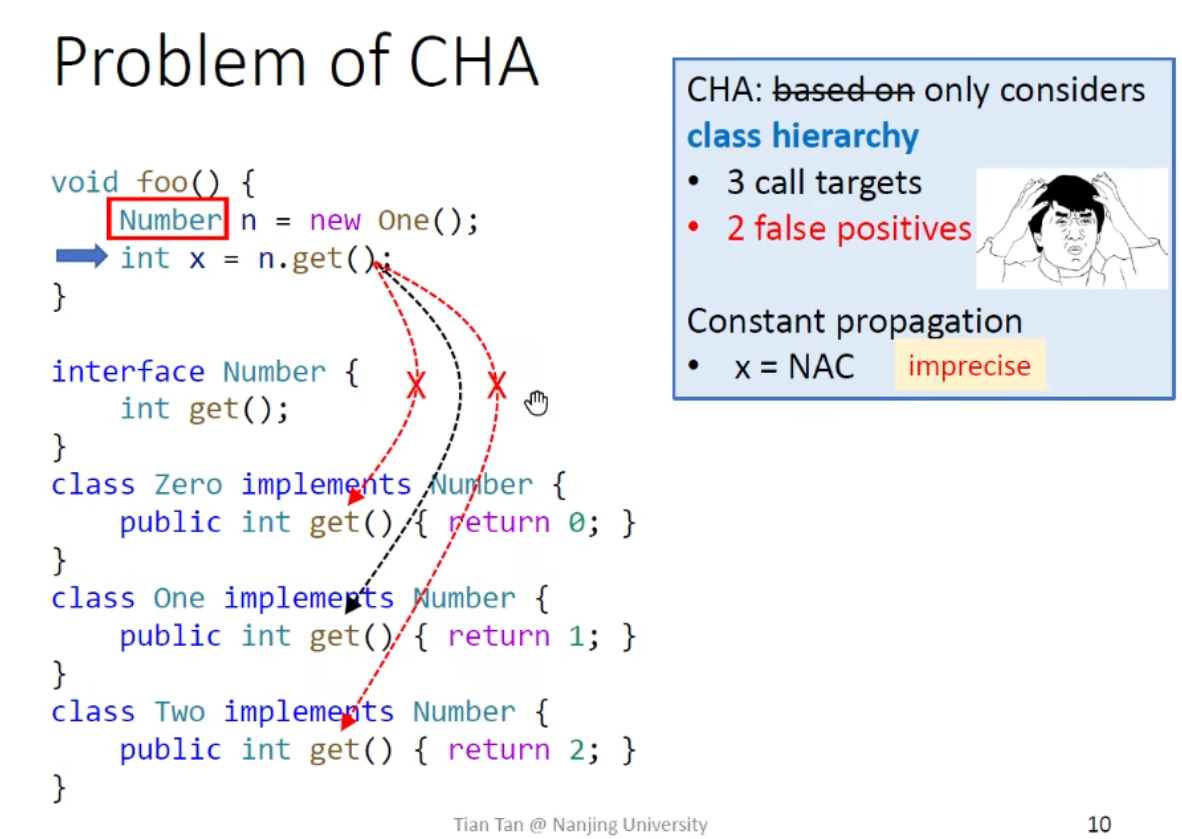 Problem of CHA
void foo() {
    Number n = new One();
    int x = n.get();
}
interface Number {
    int get();
}
class Zero implements Number {
    public int get() { return 0; }
}
class One implements Number {
    public int get() { return 1; }
}
class Two implements Number {
    public int get() { return 2; }
}
CHA: based on only considers
class hierarchy
• 3 call targets
• 2 false positives
Constant propagation
• x = NAC imprecise
X X
Tian Tan @ Nanjing University
10